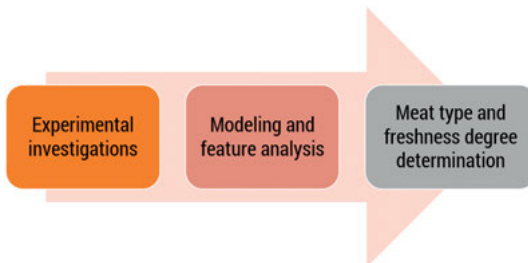 Experimental
investigations
Modeling and
feature analysis
Meat type and
freshness degree
determination